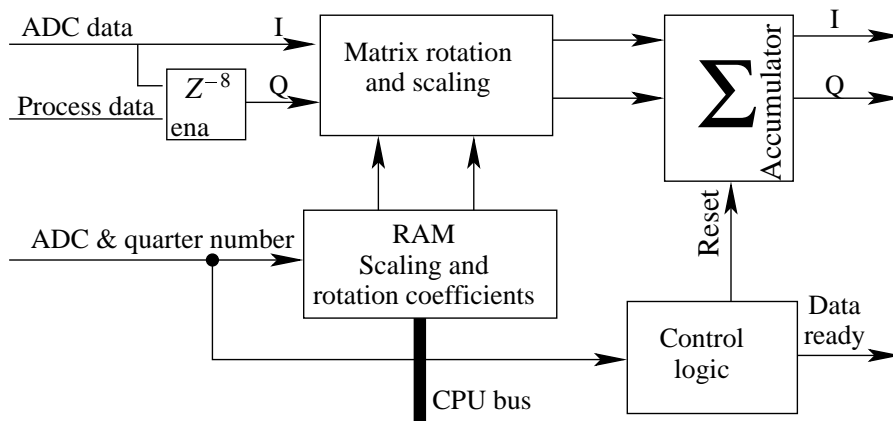 ADC data
I
Z−8
Q
Process data
ena
Matrix rotation
and scaling
Σ
Accumulator
I
Q
ADC & quarter number
RAM
Scaling and
rotation coefficients
Reset
Control
logic
Data
ready
CPU bus